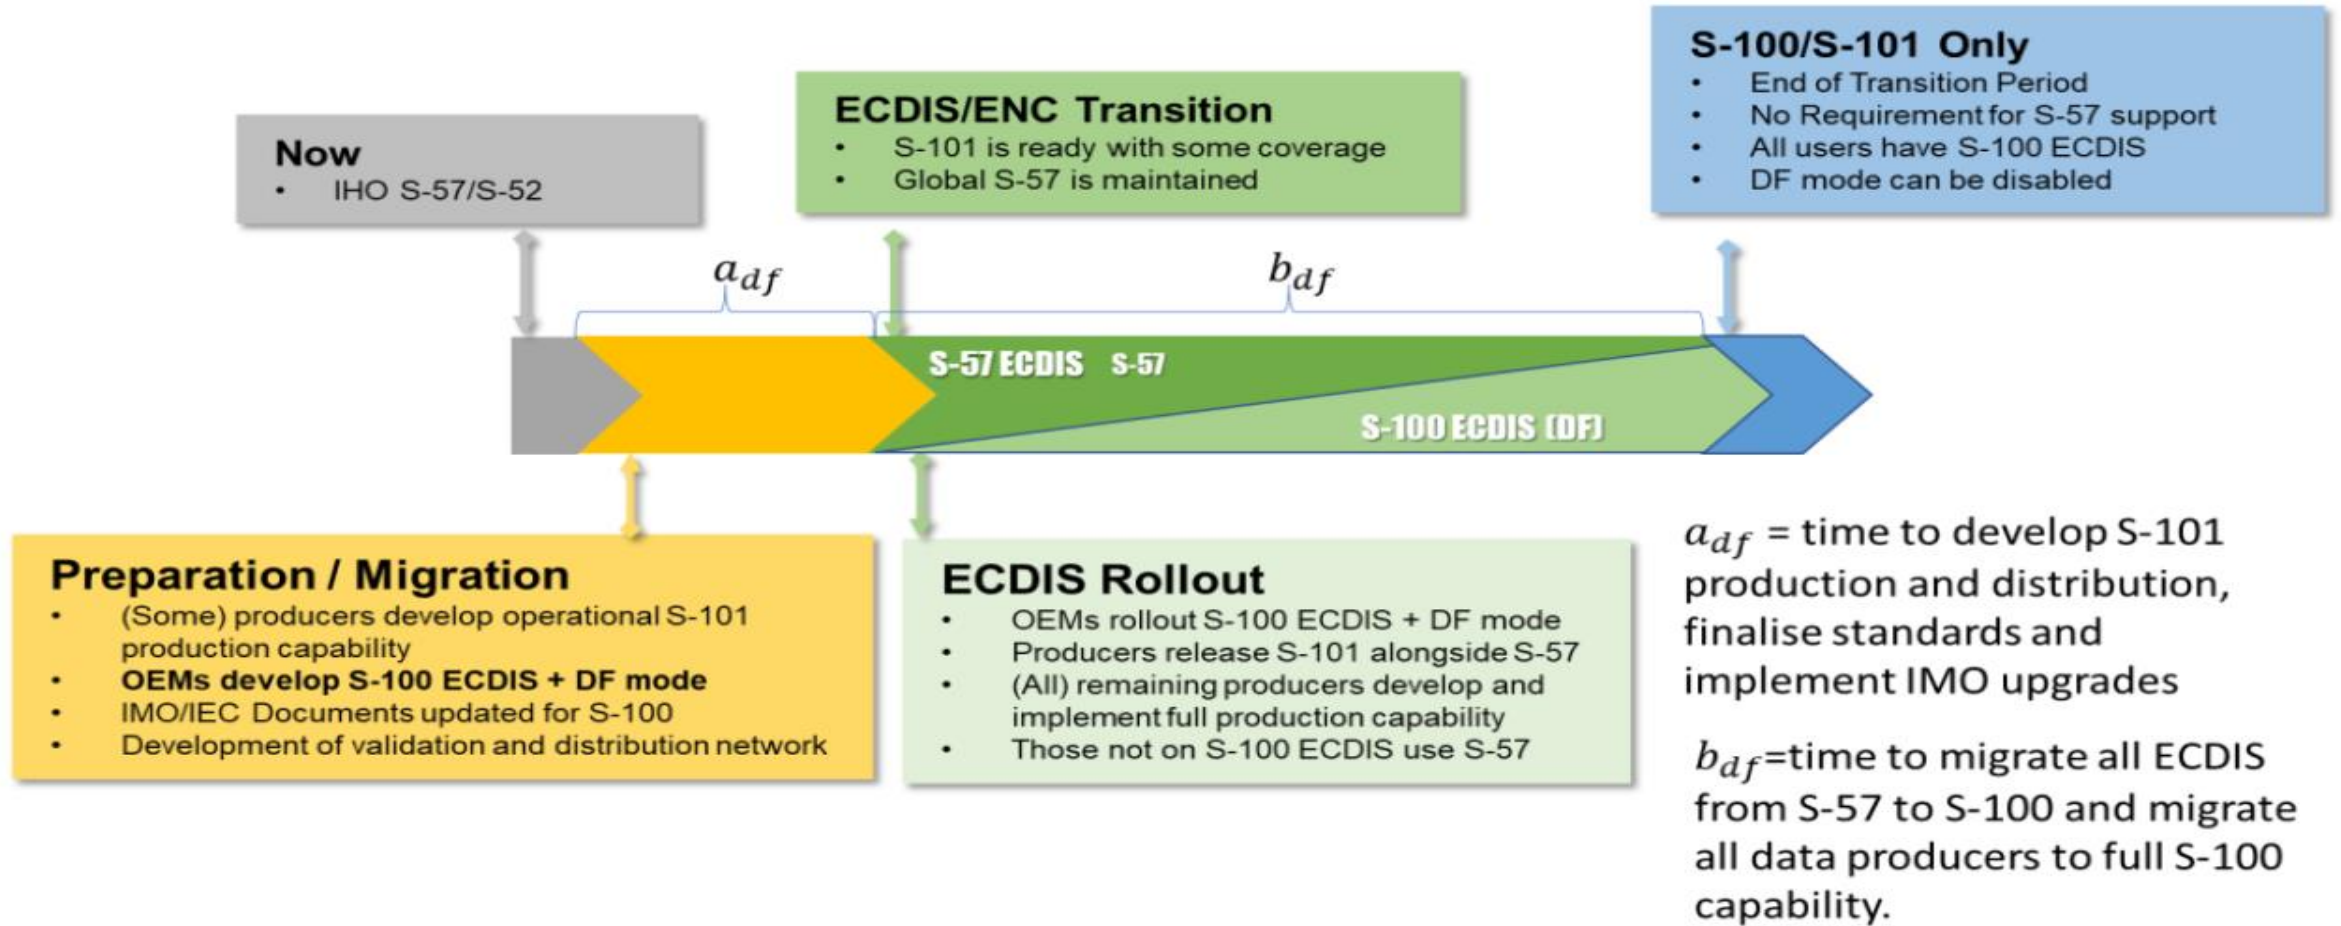 Now
• IHO S-57/S-52
ECDIS/ENC Transition
• S-101 is ready with some coverage
• Global S-57 is maintained
S-100/S-101 Only
• End of Transition Period
• No Requirement for S-57 support
• All users have S-100 ECDIS
• DF mode can be disabled
a_df
b_df
S-57 ECDIS S-57
S-100 ECDIS (DF)
Preparation / Migration
• (Some) producers develop operational S-101
production capability
• OEMs develop S-100 ECDIS + DF mode
• IMO/IEC Documents updated for S-100
• Development of validation and distribution network
ECDIS Rollout
• OEMs rollout S-100 ECDIS + DF mode
• Producers release S-101 alongside S-57
• (All) remaining producers develop and
implement full production capability
• Those not on S-100 ECDIS use S-57
a_df = time to develop S-101
production and distribution,
finalise standards and
implement IMO upgrades
b_df=time to migrate all ECDIS
from S-57 to S-100 and migrate
all data producers to full S-100
capability.